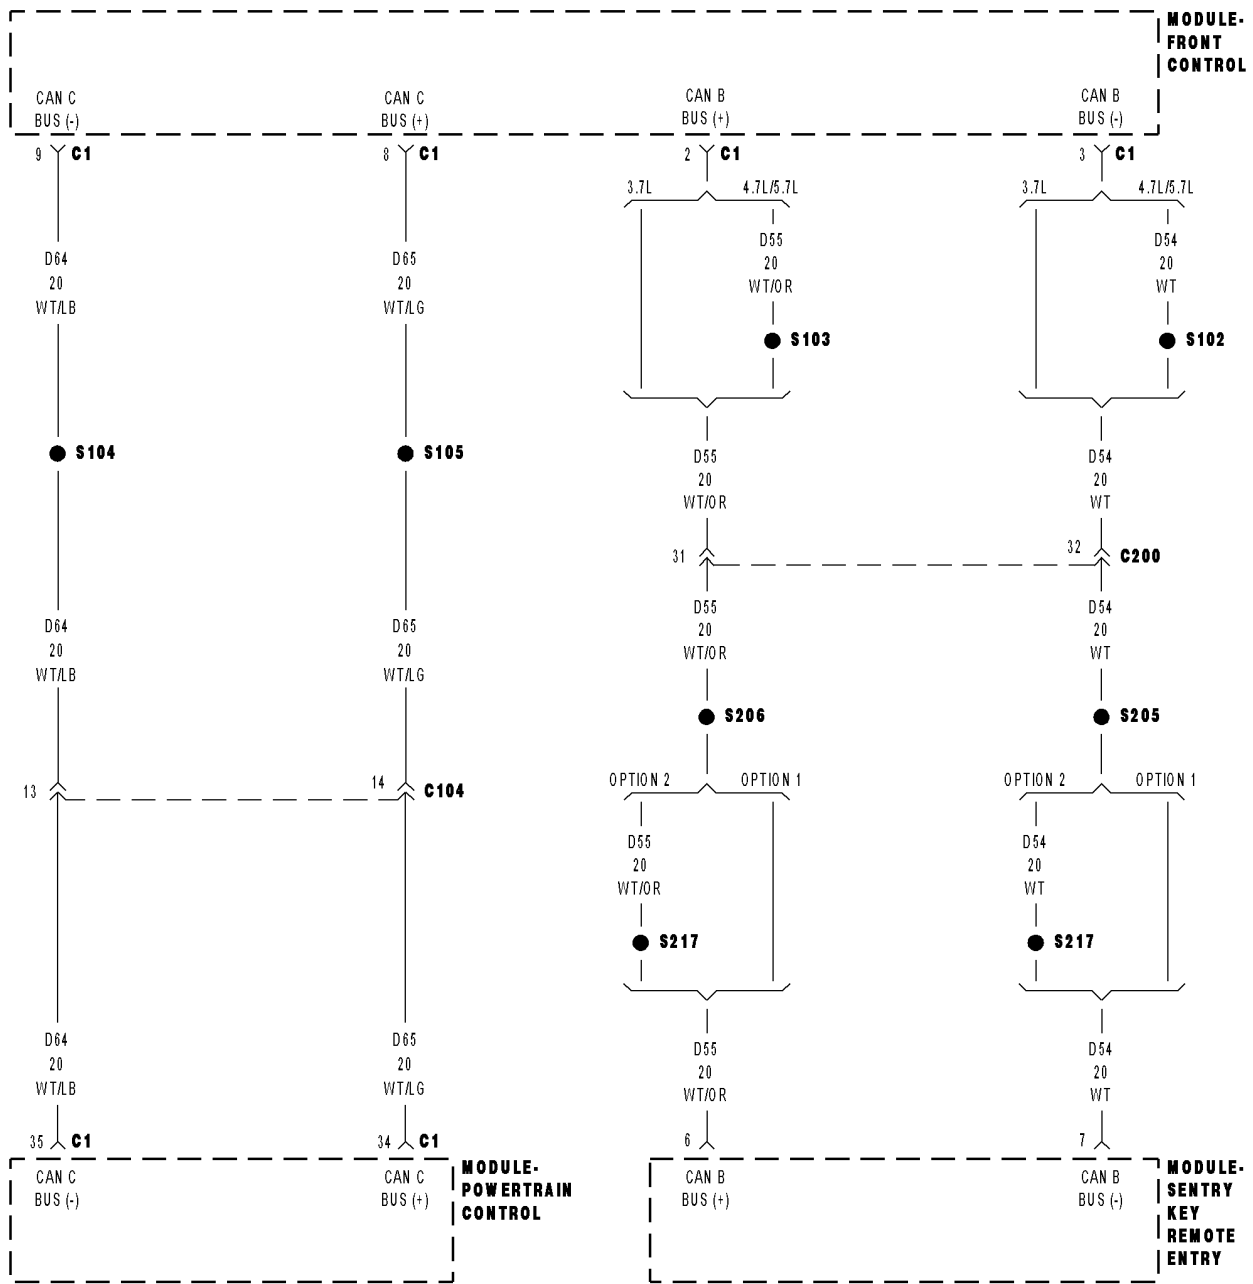 MODULE-
FRONT
CONTROL
CAN C
BUS (-)
CAN C
BUS (+)
CAN B
BUS (+)
CAN B
BUS (-)
9 C1
8 C1
2 C1
3 C1
3.7L
4.7L/5.7L
3.7L
4.7L/5.7L
D55
20
WT/OR
D54
20
WT
D64
20
WT/LB
D65
20
WT/LG
S103
S102
S104
S105
D55
20
WT/OR
D54
20
WT
31
32
C200
D55
20
WT/OR
D54
20
WT
D64
20
WT/LB
D65
20
WT/LG
S206
S205
13
14
C104
OPTION 2
OPTION 1
OPTION 2
OPTION 1
D55
20
WT/OR
D54
20
WT
S217
S217
D64
20
WT/LB
D65
20
WT/LG
D55
20
WT/OR
D54
20
WT
35 C1
34 C1
6
7
CAN C
BUS (-)
CAN C
BUS (+)
MODULE-
POWERTRAIN
CONTROL
CAN B
BUS (+)
CAN B
BUS (-)
MODULE-
SENTRY
KEY
REMOTE
ENTRY